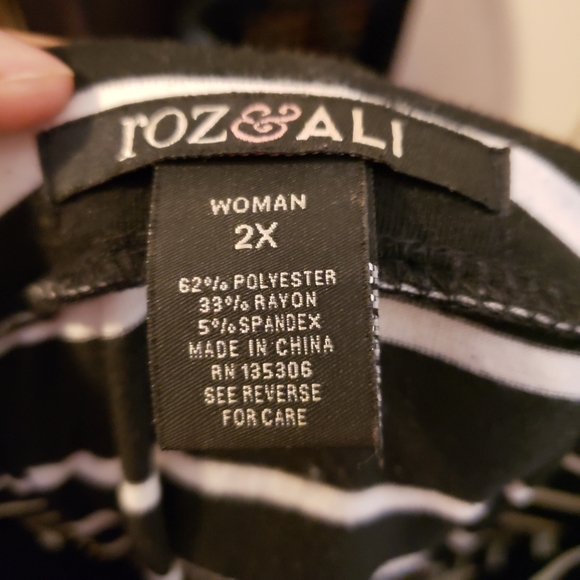 roz&ALI
WOMAN
2X
62% POLYESTER
33% RAYON
5% SPANDEX
MADE IN CHINA
RN 135306
SEE REVERSE
FOR CARE